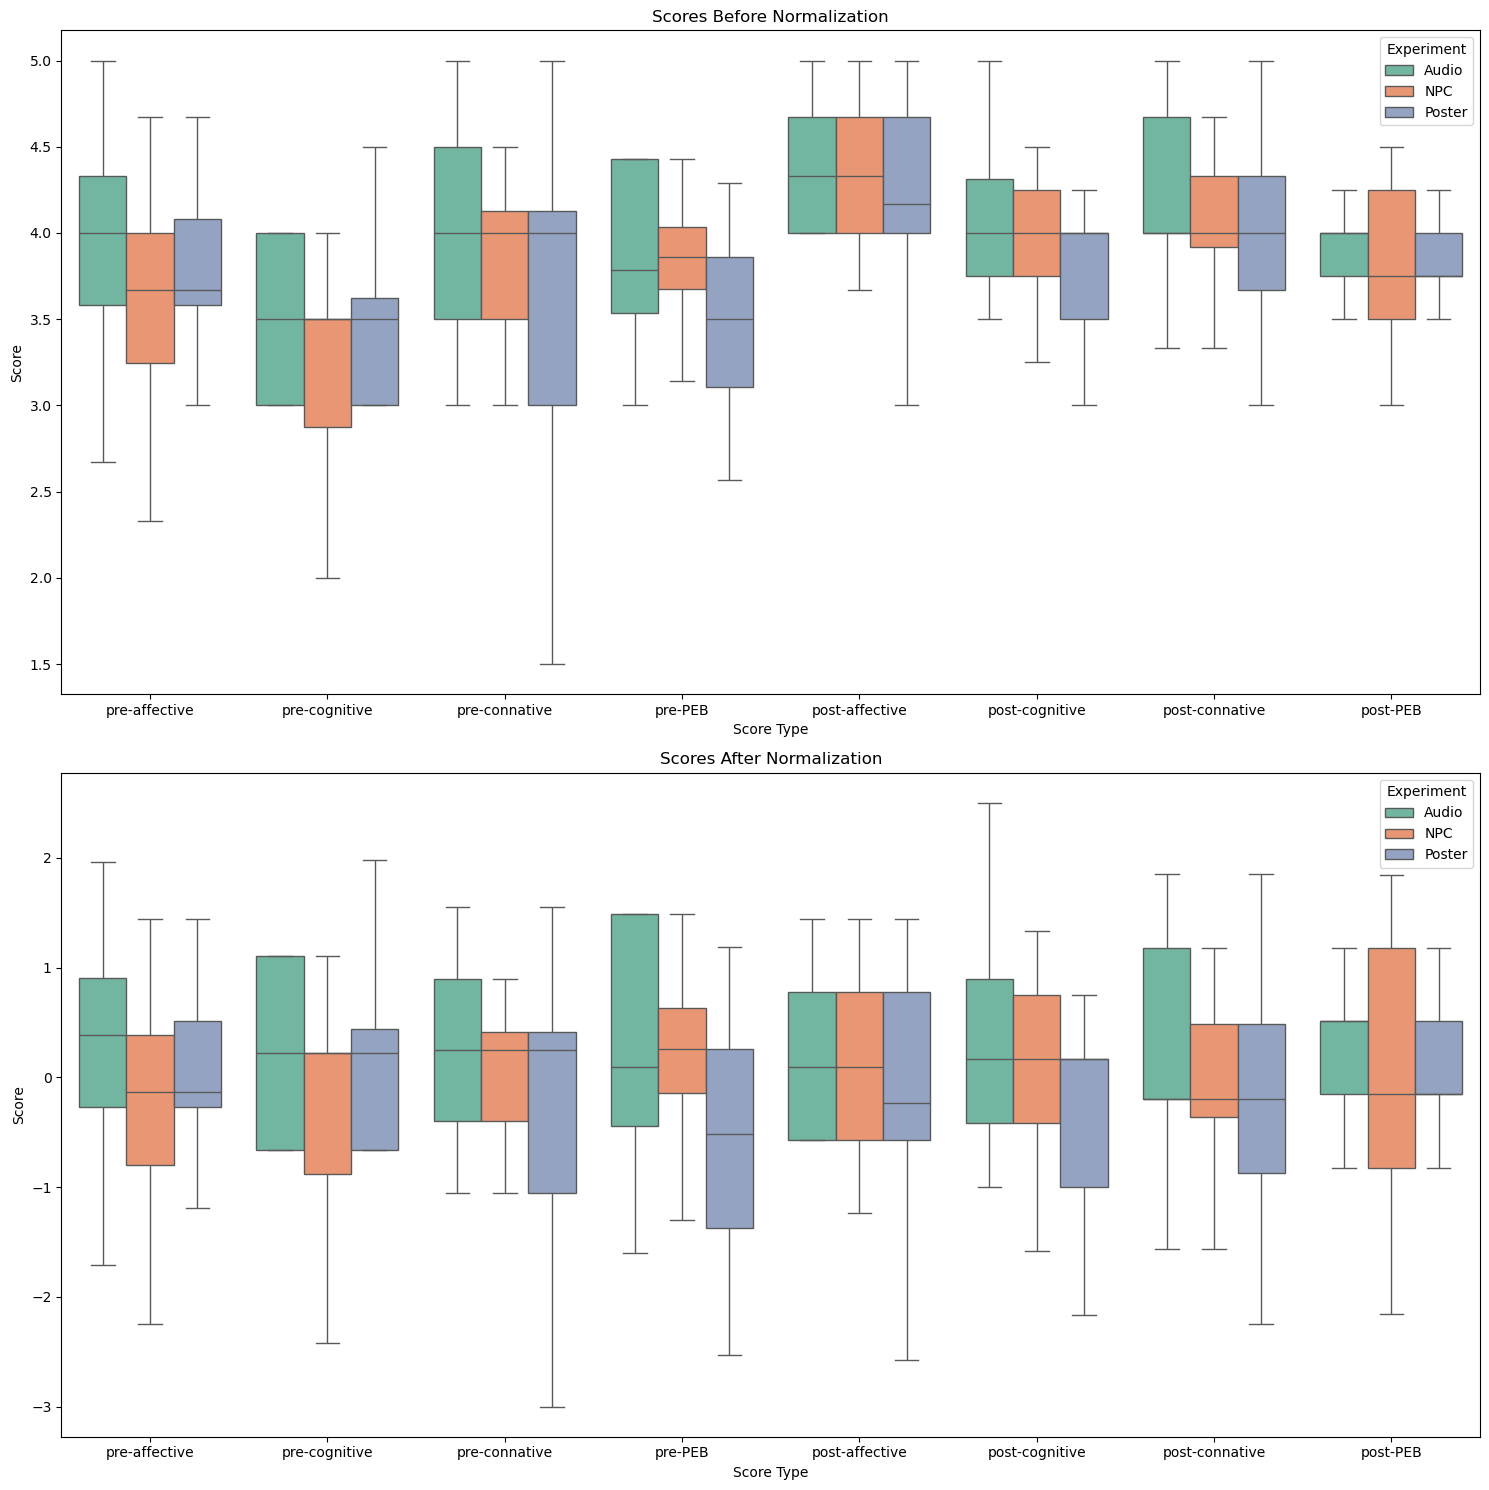 Scores Before Normalization
Experiment
Audio
NPC
Poster
Score
5.0
4.5
4.0
3.5
3.0
2.5
2.0
1.5
pre-affective pre-cognitive pre-connative pre-PEB post-affective post-cognitive post-connative post-PEB
Score Type
Scores After Normalization
Experiment
Audio
NPC
Poster
Score
2
1
0
−1
−2
−3
pre-affective pre-cognitive pre-connative pre-PEB post-affective post-cognitive post-connative post-PEB
Score Type